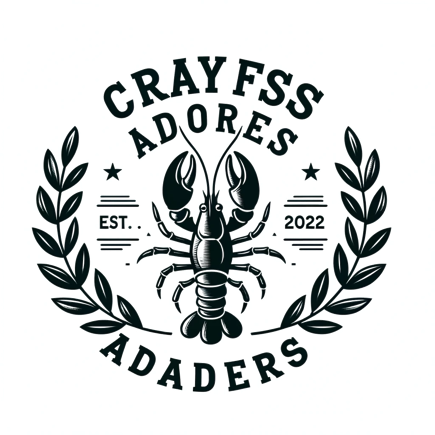 CRAYFSS
ADORES
EST. . .
2022
ADADERS